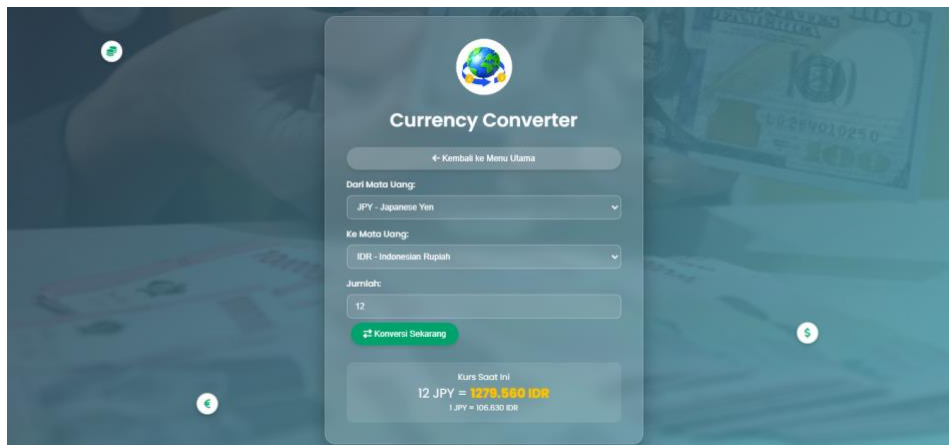 Currency Converter
← Kembali ke Menu Utama
Dari Mata Uang:
JPY - Japanese Yen
Ke Mata Uang:
IDR - Indonesian Rupiah
Jumlah:
12
Konversi Sekarang
Kurs Saat Ini
12 JPY = 1279.560 IDR
1 JPY = 106.630 IDR
$
€